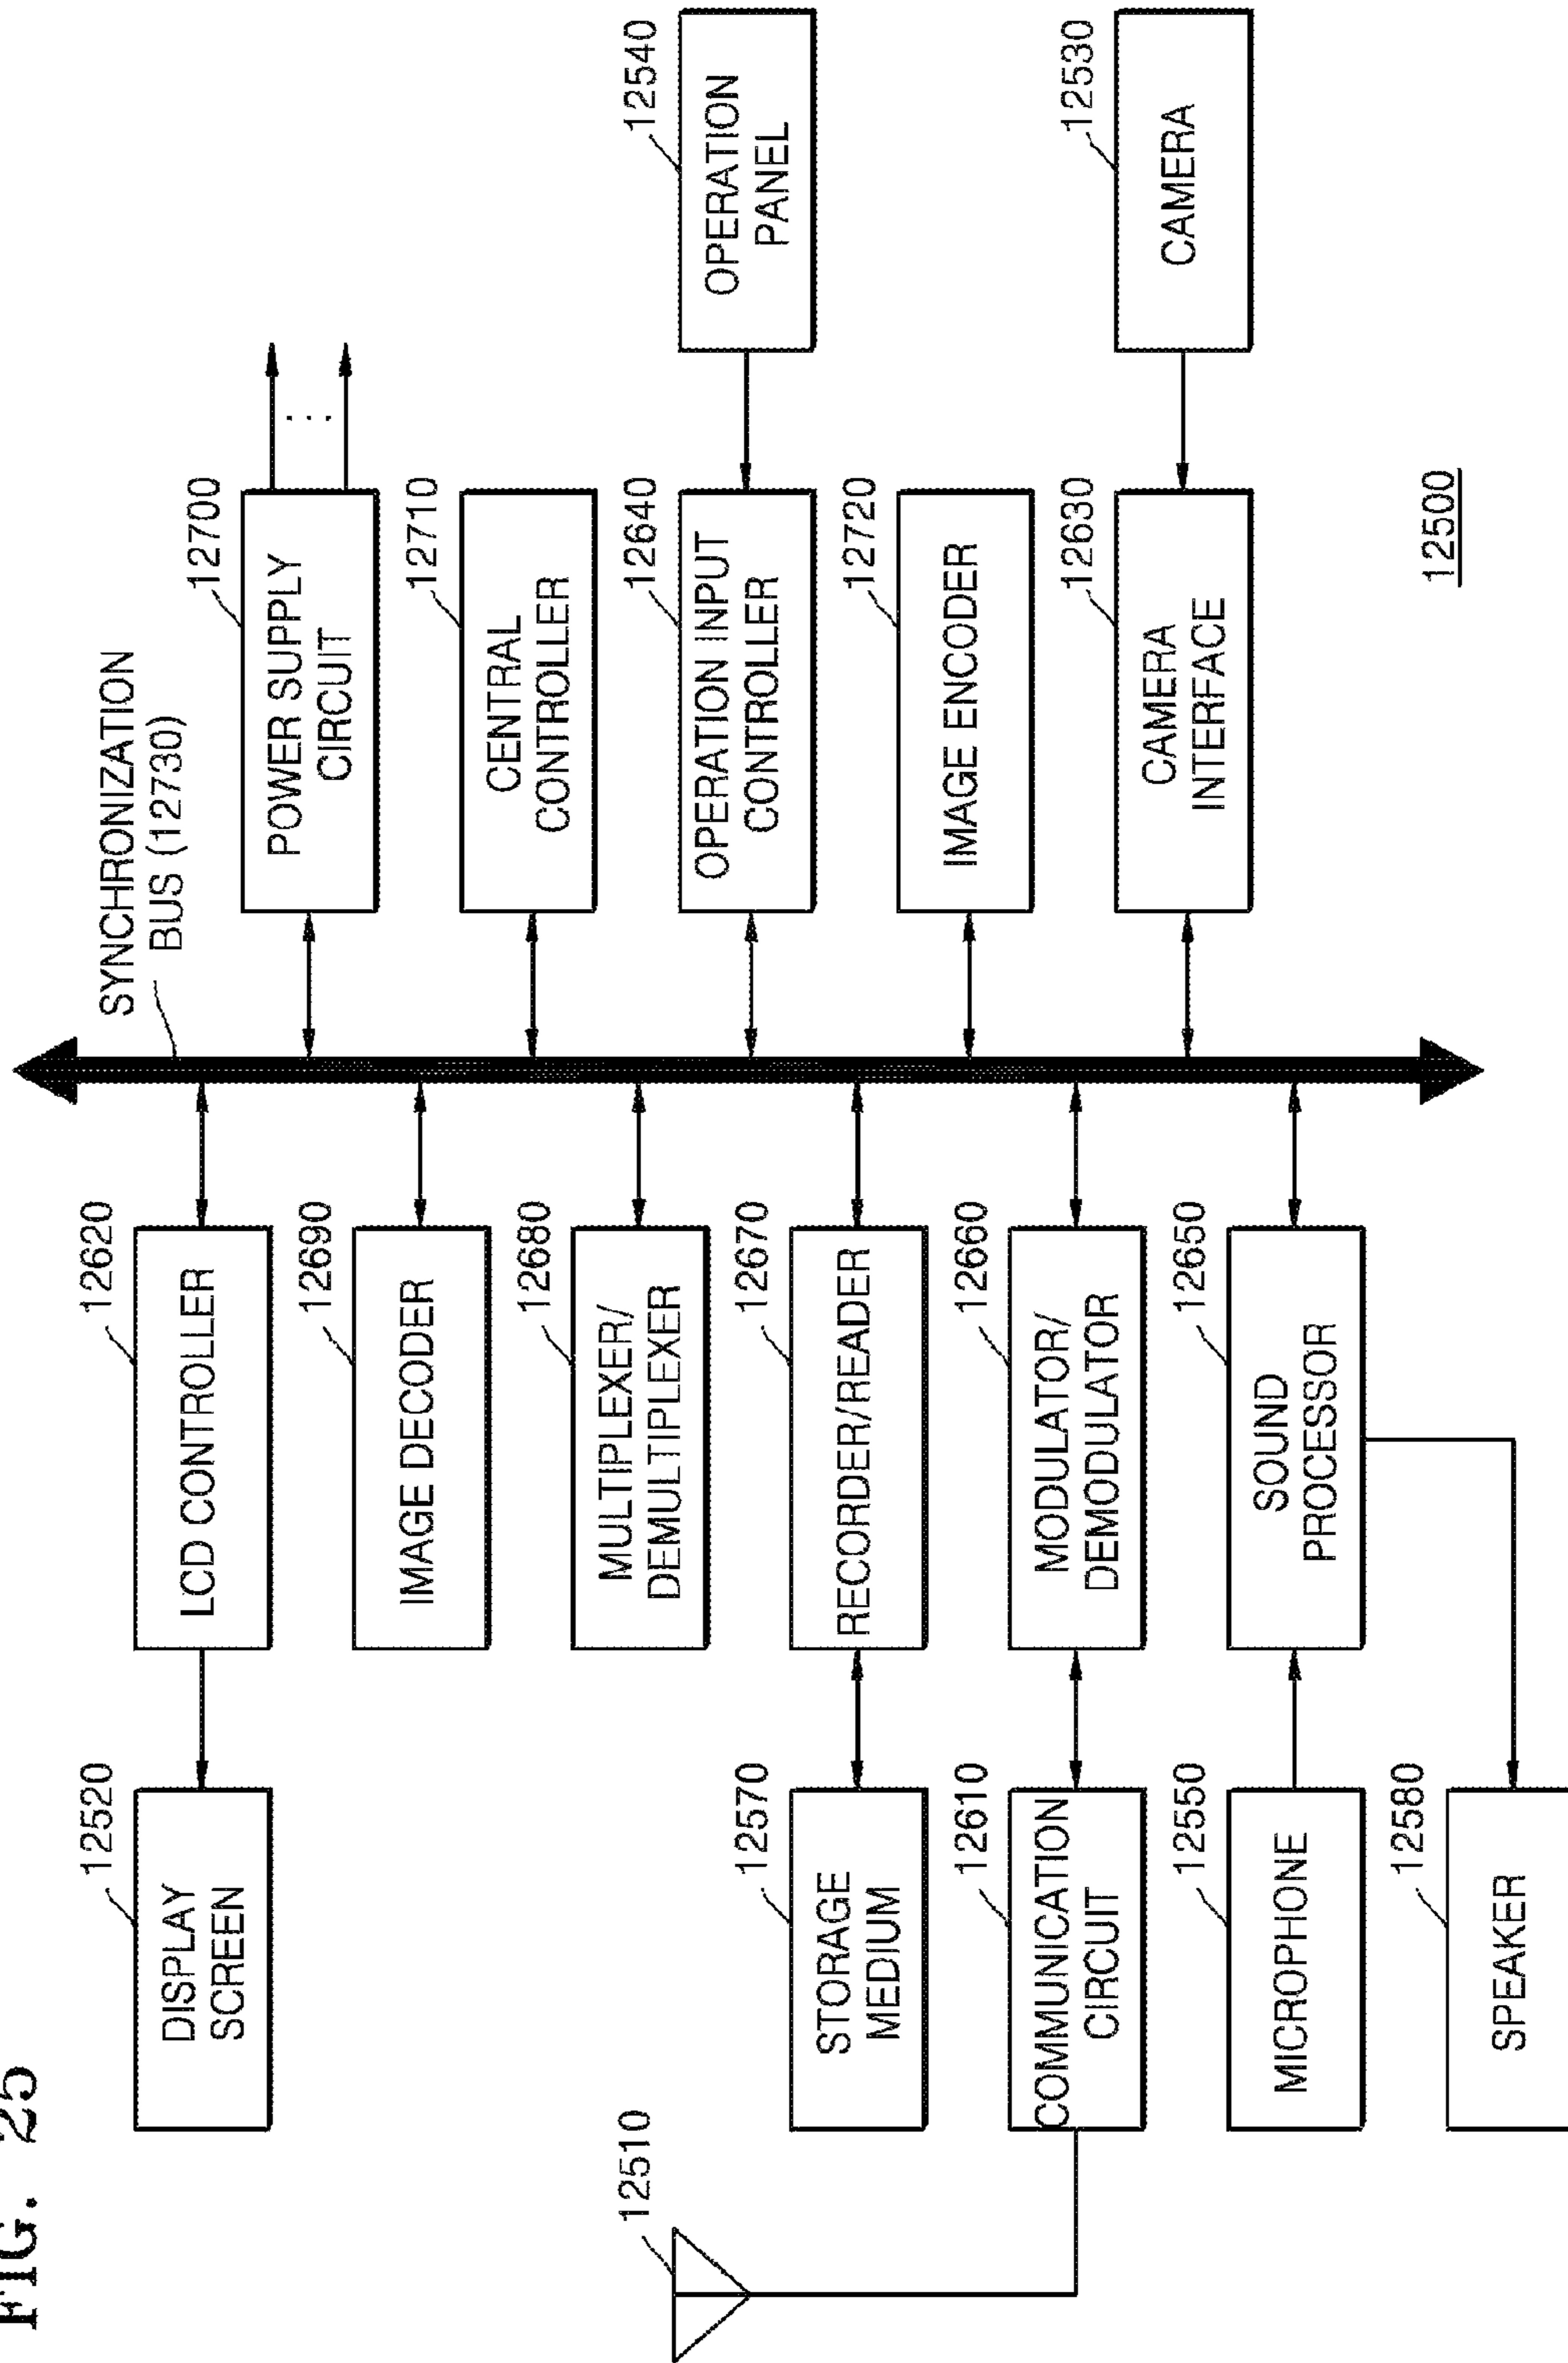 FIG. 25
SYNCHRONIZATION
BUS (12730)
12520
DISPLAY
SCREEN
12620
LCD CONTROLLER
12700
POWER SUPPLY
CIRCUIT
12690
IMAGE DECODER
12710
CENTRAL
CONTROLLER
12510
12680
MULTIPLEXER/
DEMULTIPLEXER
12640
OPERATION INPUT
CONTROLLER
12540
OPERATION
PANEL
12570
STORAGE
MEDIUM
12670
RECORDER/READER
12720
IMAGE ENCODER
12610
COMMUNICATION
CIRCUIT
12660
MODULATOR/
DEMODULATOR
12630
CAMERA
INTERFACE
12530
CAMERA
12550
MICROPHONE
12650
SOUND
PROCESSOR
12580
SPEAKER
12500